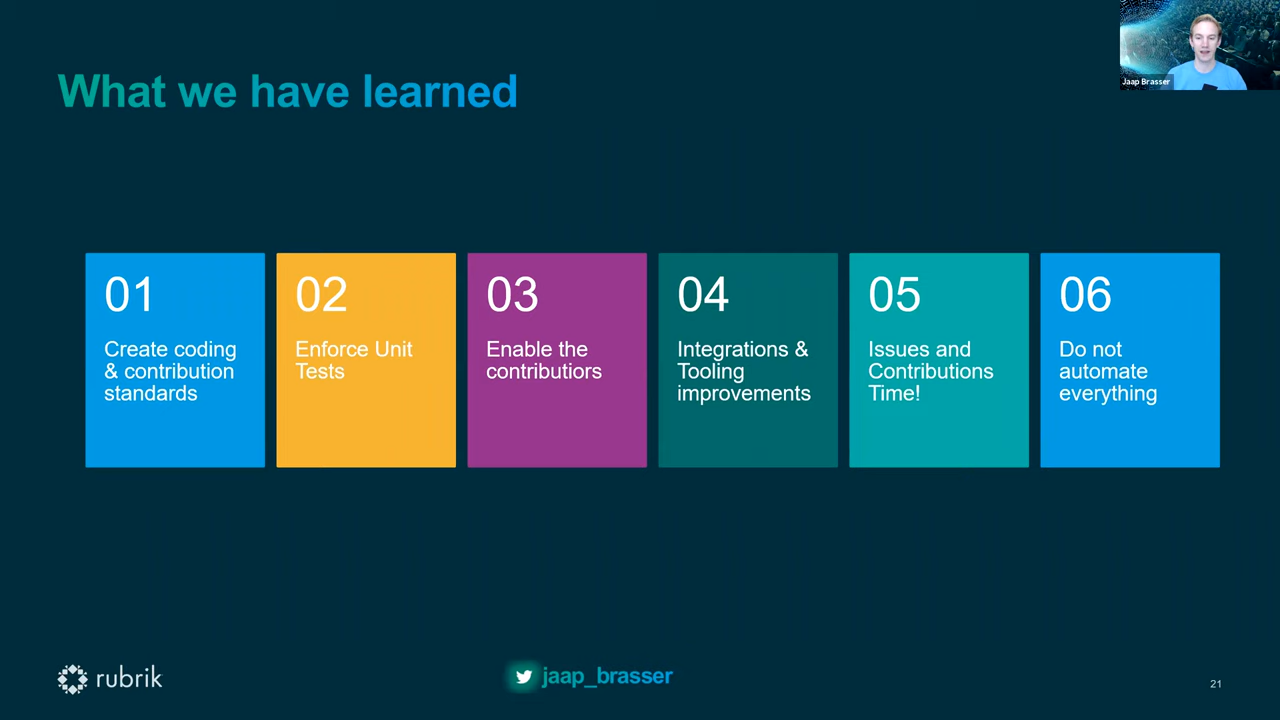 Jaap Brasser
What we have learned
01
Create coding
& contribution
standards
02
Enforce Unit
Tests
03
Enable the
contributiors
04
Integrations &
Tooling
improvements
05
Issues and
Contributions
Time!
06
Do not
automate
everything
rubrik
jaap_brasser
21